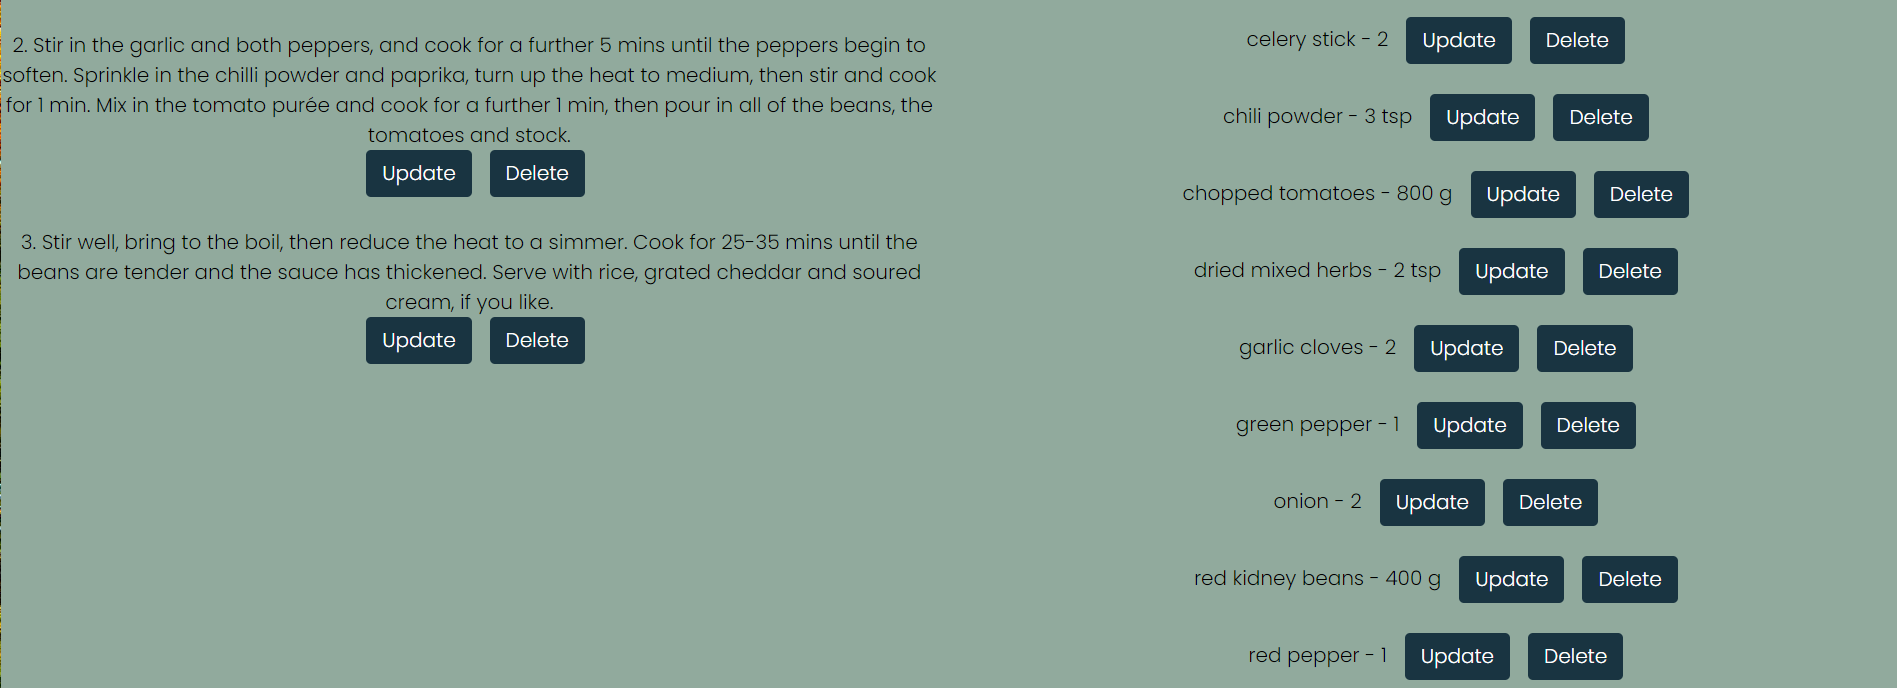 2. Stir in the garlic and both peppers, and cook for a further 5 mins until the peppers begin to
soften. Sprinkle in the chilli powder and paprika, turn up the heat to medium, then stir and cook
for 1 min. Mix in the tomato purée and cook for a further 1 min, then pour in all of the beans, the
tomatoes and stock.
Update Delete
3. Stir well, bring to the boil, then reduce the heat to a simmer. Cook for 25-35 mins until the
beans are tender and the sauce has thickened. Serve with rice, grated cheddar and soured
cream, if you like.
Update Delete
celery stick - 2 Update Delete
chili powder - 3 tsp Update Delete
chopped tomatoes - 800 g Update Delete
dried mixed herbs - 2 tsp Update Delete
garlic cloves - 2 Update Delete
green pepper - 1 Update Delete
onion - 2 Update Delete
red kidney beans - 400 g Update Delete
red pepper - 1 Update Delete